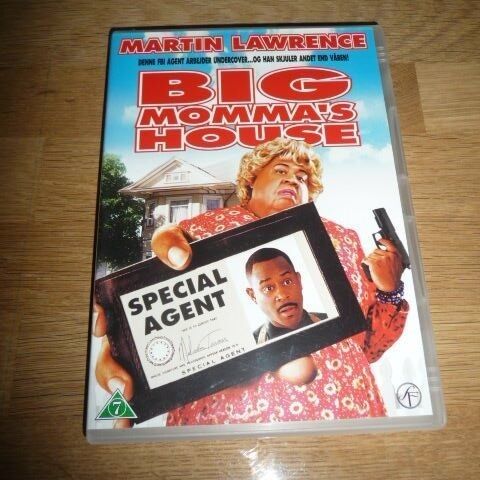 MARTIN LAWRENCE
DENNE FBI AGENT ARBEJDER UNDERCOVER...OG HAN SKJULER ANDET END VÅBEN!
BIG
MOMMA'S
HOUSE
SPECIAL
AGENT
SPECIAL AGENT
7
SF